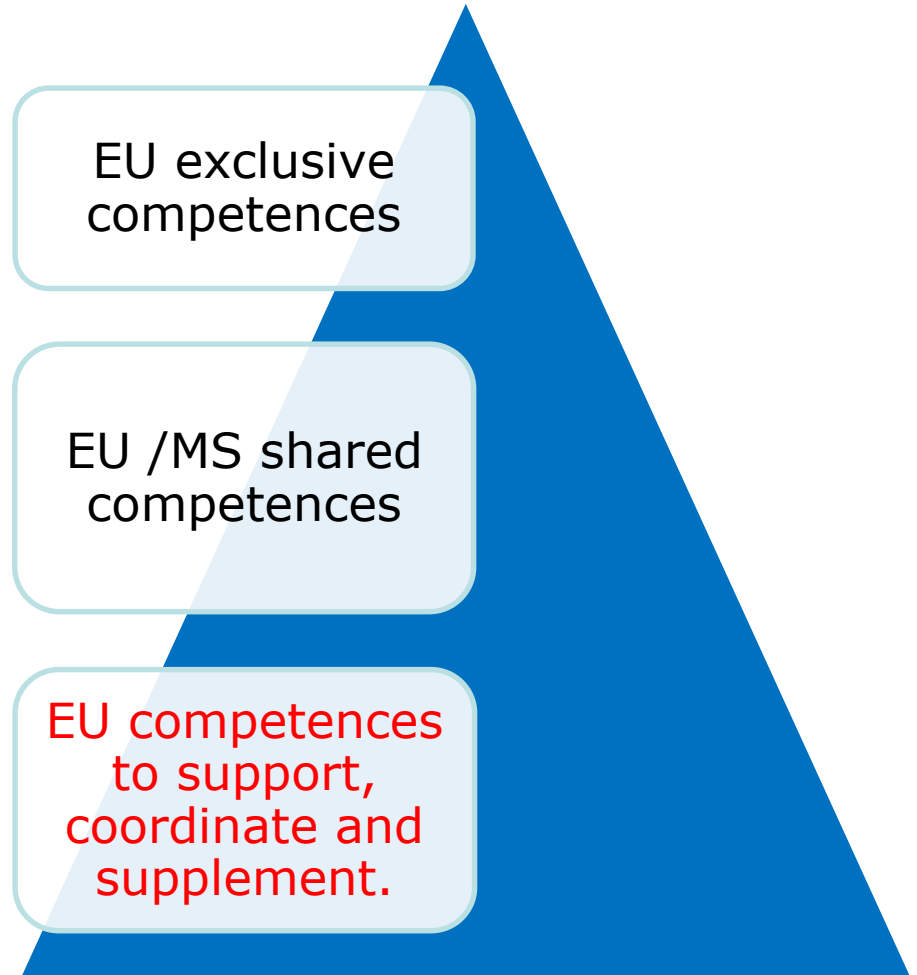 EU exclusive
competences
EU /MS shared
competences
EU competences
to support,
coordinate and
supplement.